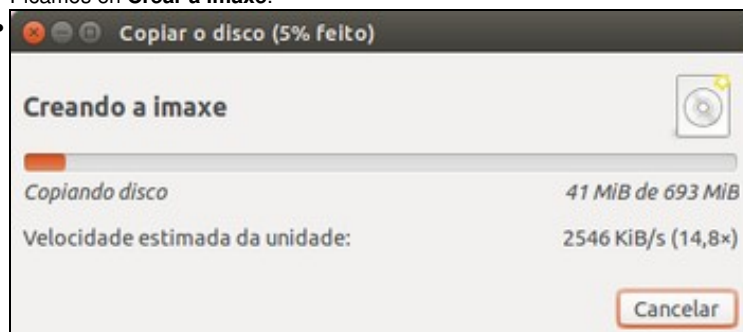 Picamos en Crear a imaxe.
Copiar o disco (5% feito)
Creando a imaxe
Copiando disco 41 MiB de 693 MiB
Velocidade estimada da unidade: 2546 KiB/s (14,8×)
Cancelar